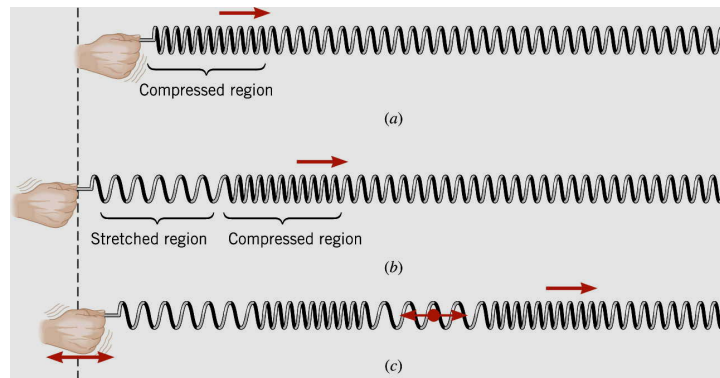 Compressed region
(a)
Stretched region Compressed region
(b)
(c)